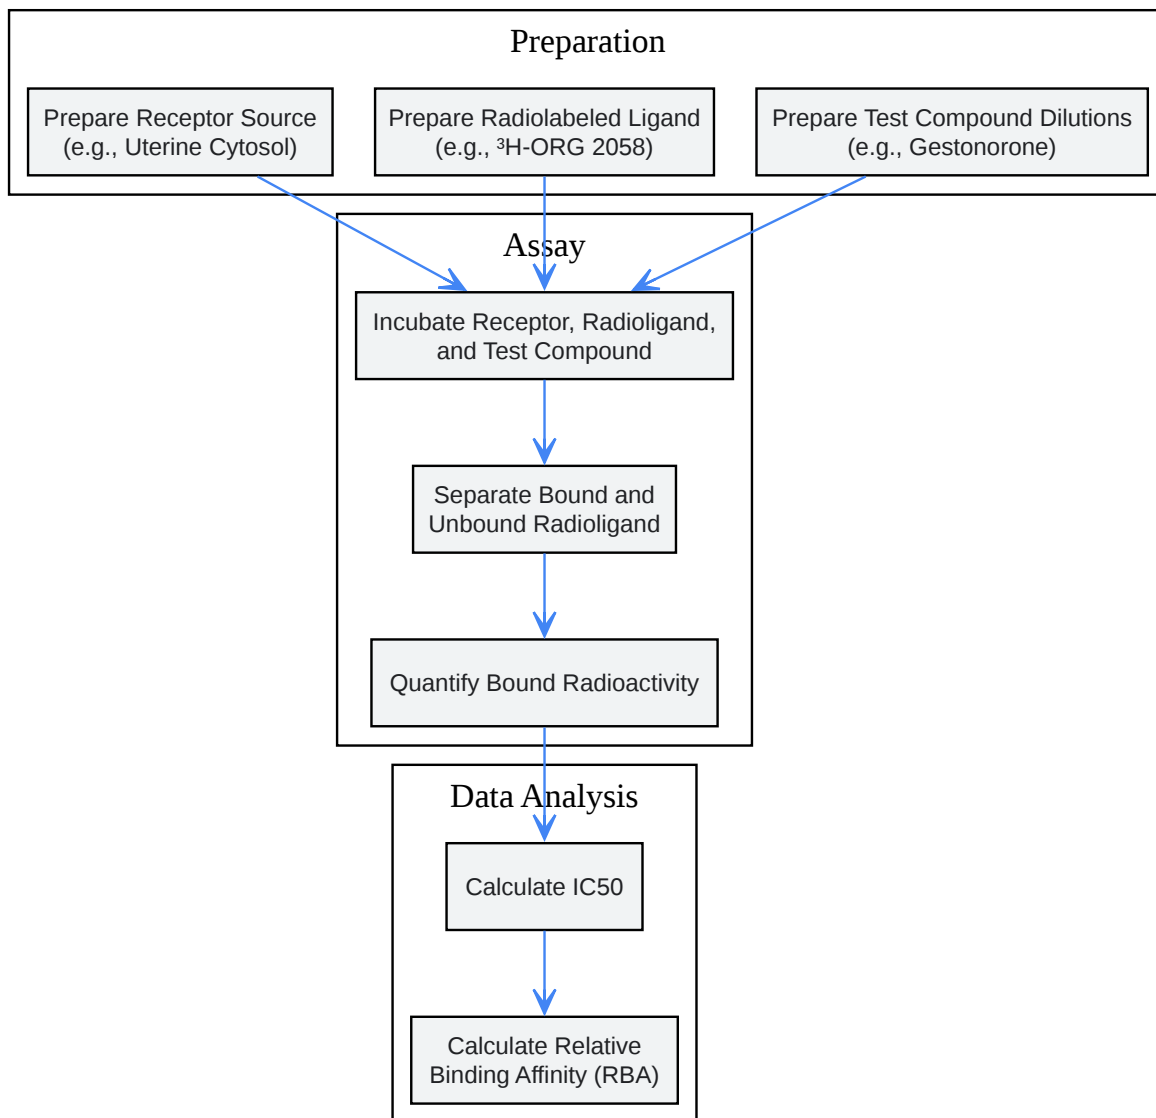 Preparation
Prepare Receptor Source
(e.g., Uterine Cytosol)
Prepare Radiolabeled Ligand
(e.g., ³H-ORG 2058)
Prepare Test Compound Dilutions
(e.g., Gestonorone)
Assay
Incubate Receptor, Radioligand,
and Test Compound
Separate Bound and
Unbound Radioligand
Quantify Bound Radioactivity
Data Analysis
Calculate IC50
Calculate Relative
Binding Affinity (RBA)